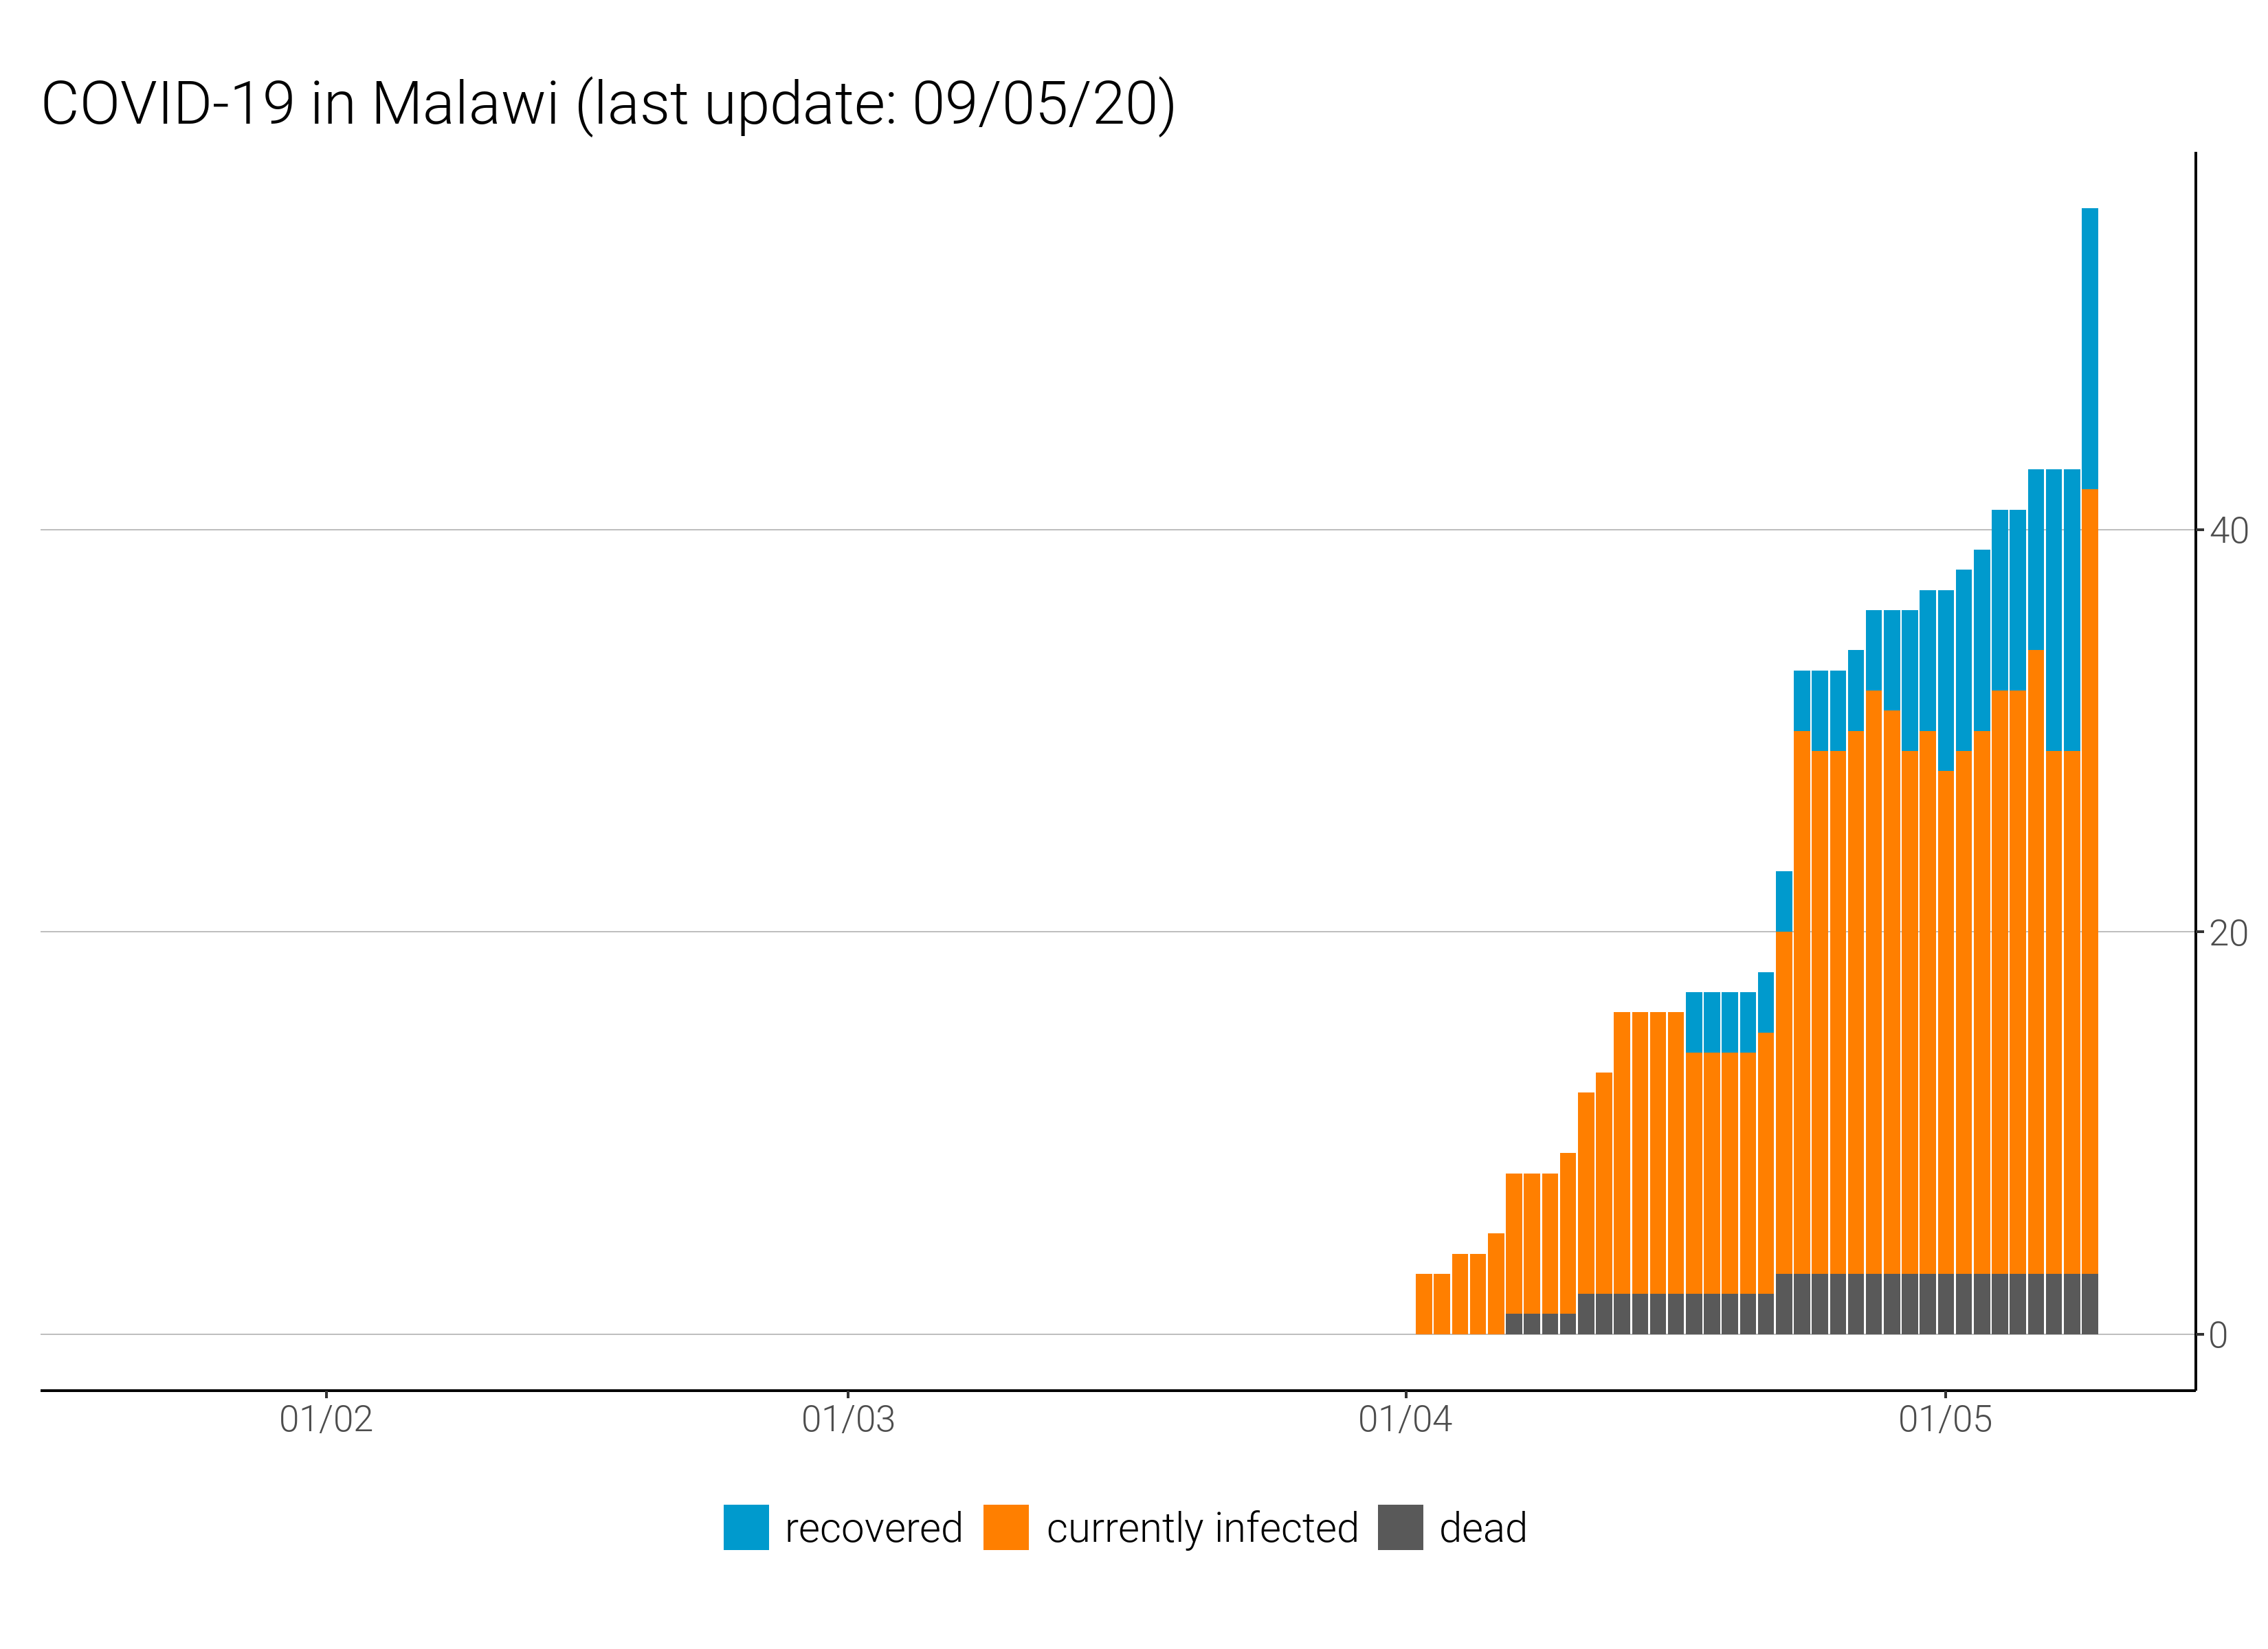 COVID-19 in Malawi (last update: 09/05/20)
40
20
0
01/02 01/03 01/04 01/05
recovered currently infected dead